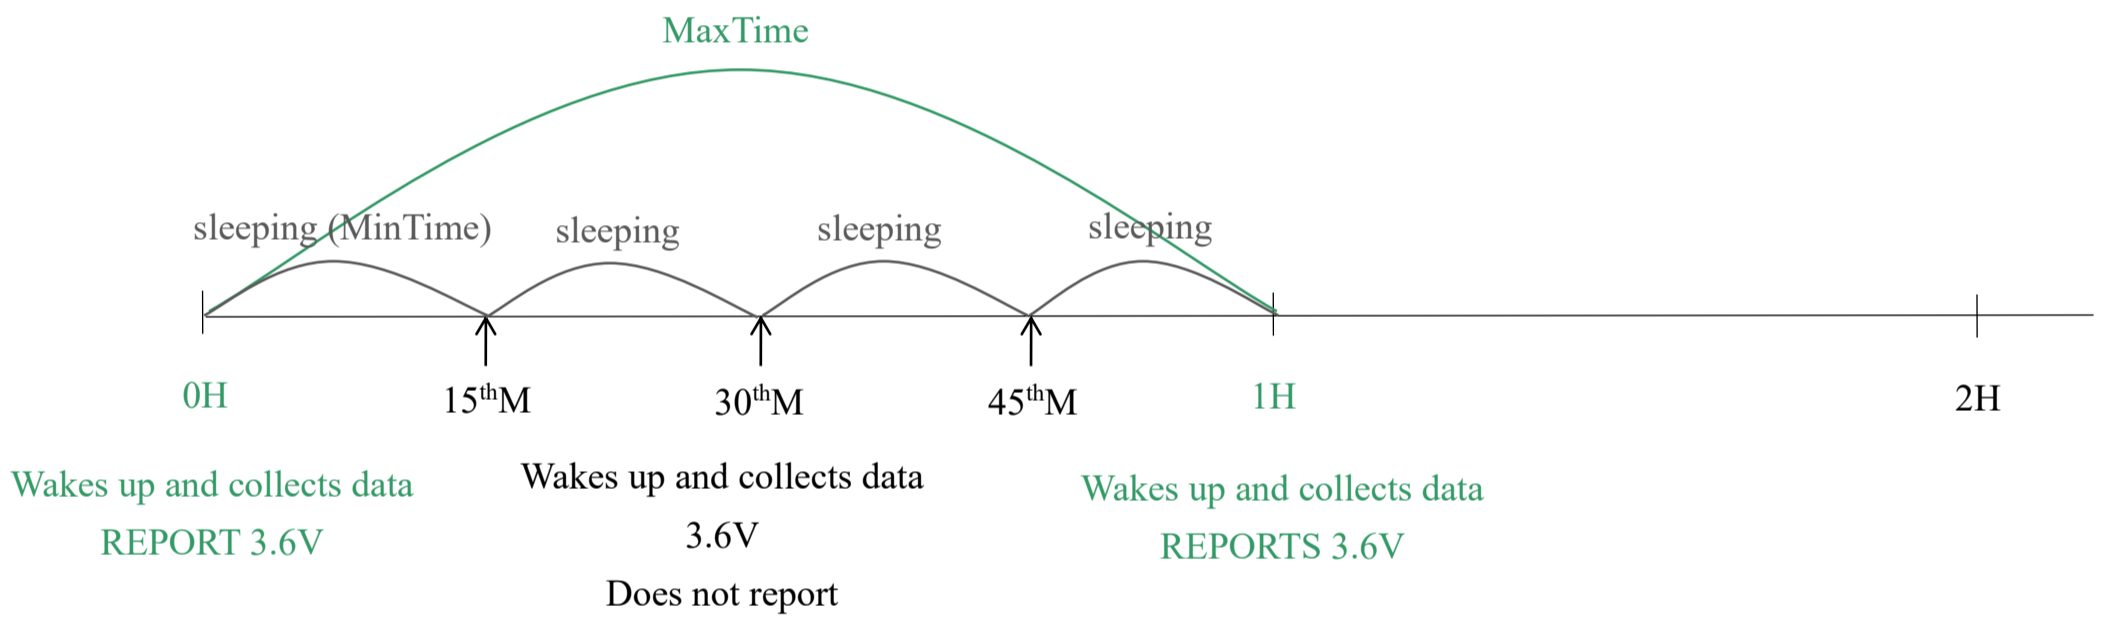 MaxTime
sleeping (MinTime)
sleeping
sleeping
sleeping
0H
15thM
30thM
45thM
1H
2H
Wakes up and collects data
REPORT 3.6V
Wakes up and collects data
3.6V
Does not report
Wakes up and collects data
REPORTS 3.6V